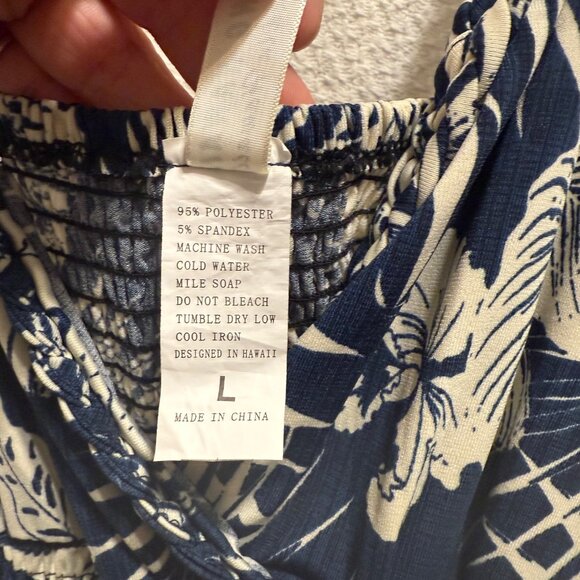 95% POLYESTER
5% SPANDEX
MACHINE WASH
COLD WATER
MILE SOAP
DO NOT BLEACH
TUMBLE DRY LOW
COOL IRON
DESIGNED IN HAWAII
L
MADE IN CHINA